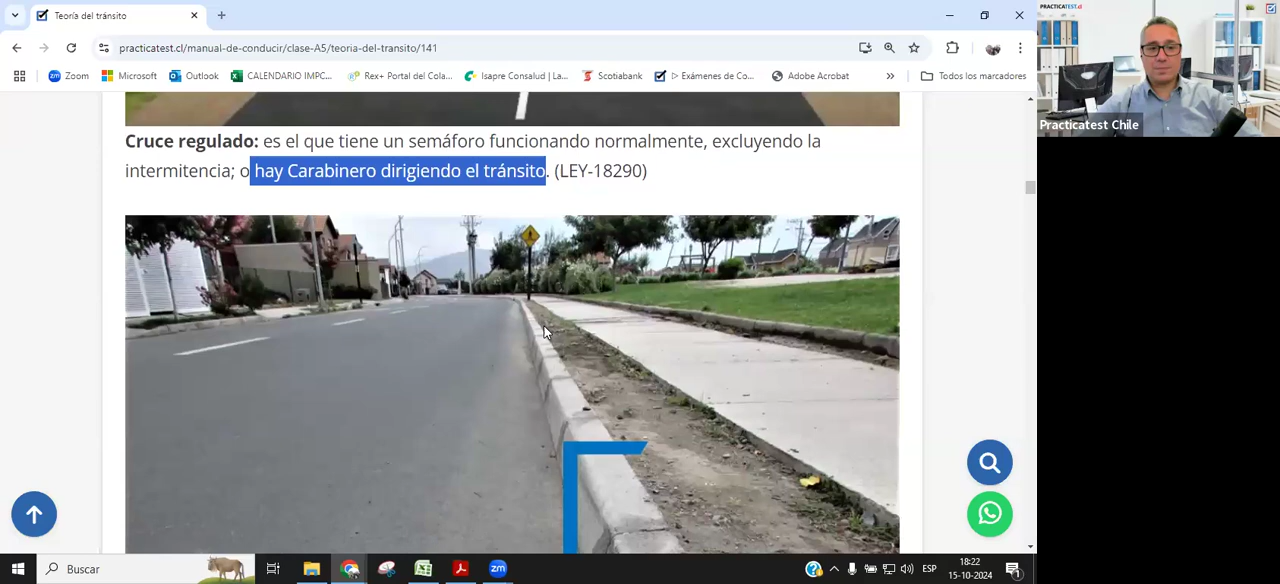 Teoría del tránsito
practicatest.cl/manual-de-conducir/clase-A5/teoria-del-transito/141
Zoom
Microsoft
Outlook
CALENDARIO IMPC...
Rex+ Portal del Cola...
Isapre Consalud | La...
Scotiabank
▷ Exámenes de Co...
Adobe Acrobat
»
Todos los marcadores
PRACTICATEST.cl
Practicatest Chile
Cruce regulado: es el que tiene un semáforo funcionando normalmente, excluyendo la
intermitencia; o hay Carabinero dirigiendo el tránsito. (LEY-18290)
Buscar
ESP
18:22
15-10-2024
1